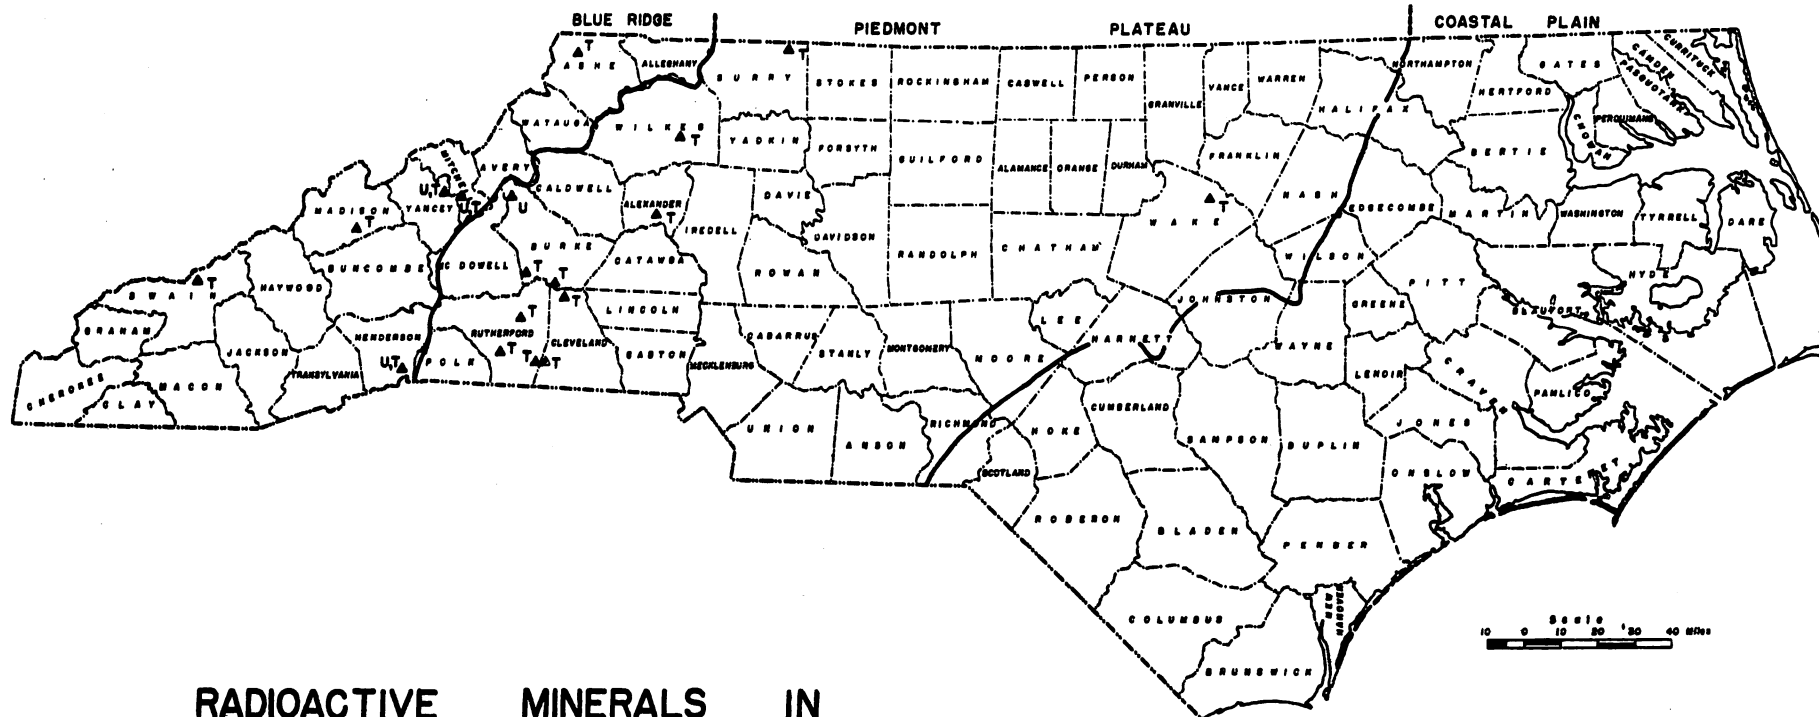 BLUE RIDGE PIEDMONT PLATEAU COASTAL PLAIN
T ASHE ALLEGHANY SURRY T STOKES ROCKINGHAM CASWELL PERSON GRANVILLE VANCE WARREN NORTHAMPTON GATES CAMDEN CURRITUCK PASQUOTANK
HALIFAX HERTFORD PERQUIMANS CHOWAN
WATAUGA WILKES T YADKIN FORSYTH GUILFORD ALAMANCE ORANGE DURHAM FRANKLIN BERTIE
MITCHELL AVERY U,T U,T U CALDWELL DAVIE NASH
MADISON T YANCEY ALEXANDER T IREDELL DAVIDSON RANDOLPH CHATHAM WAKE T EDGECOMBE MARTIN WASHINGTON TYRRELL DARE
SWAIN T HAYWOOD BUNCOMBE MC DOWELL BURKE T T T CATAWBA ROWAN WILSON PITT HYDE
GRAHAM JACKSON HENDERSON RUTHERFORD T T T T CLEVELAND LINCOLN CABARRUS STANLY MONTGOMERY MOORE LEE HARNETT JOHNSTON GREENE BEAUFORT
CHEROKEE CLAY MACON TRANSYLVANIA U,T POLK GASTON MECKLENBURG WAYNE LENOIR CRAVEN PAMLICO
UNION ANSON RICHMOND SCOTLAND HOKE CUMBERLAND SAMPSON DUPLIN JONES ONSLOW CARTERET
ROBESON BLADEN PENDER
COLUMBUS BRUNSWICK NEW HANOVER
Scale
10 0 10 20 30 40 Miles
RADIOACTIVE MINERALS IN